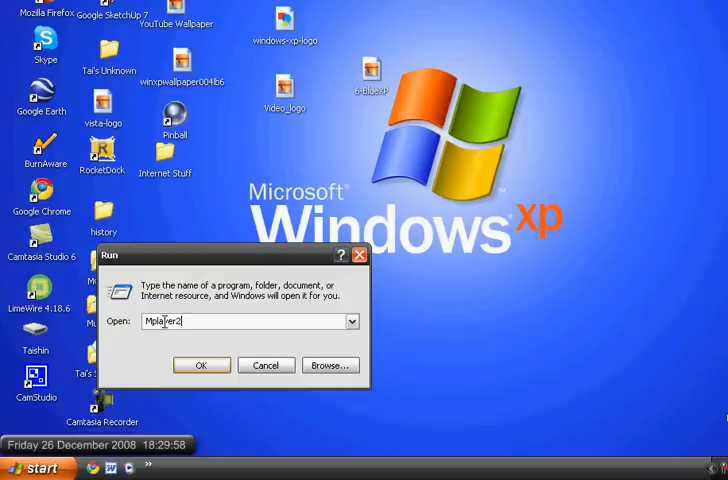 Mozilla Firefox
Google SketchUp 7
YouTube Wallpaper
windows-xp-logo
Skype
Tai's Unknown
winxpwallpaper004lb6
6-BlueXP
Google Earth
vista-logo
Pinball
Video_logo
BurnAware
RocketDock
Internet Stuff
Google Chrome
history
Microsoft®
Windows® xp
Camtasia Studio 6
LimeWire 4.18.6
Taishin
CamStudio
Camtasia Recorder
Run
Type the name of a program, folder, document, or
Internet resource, and Windows will open it for you.
Open: Mplayer2
OK
Cancel
Browse...
Friday 26 December 2008 18:29:58
start